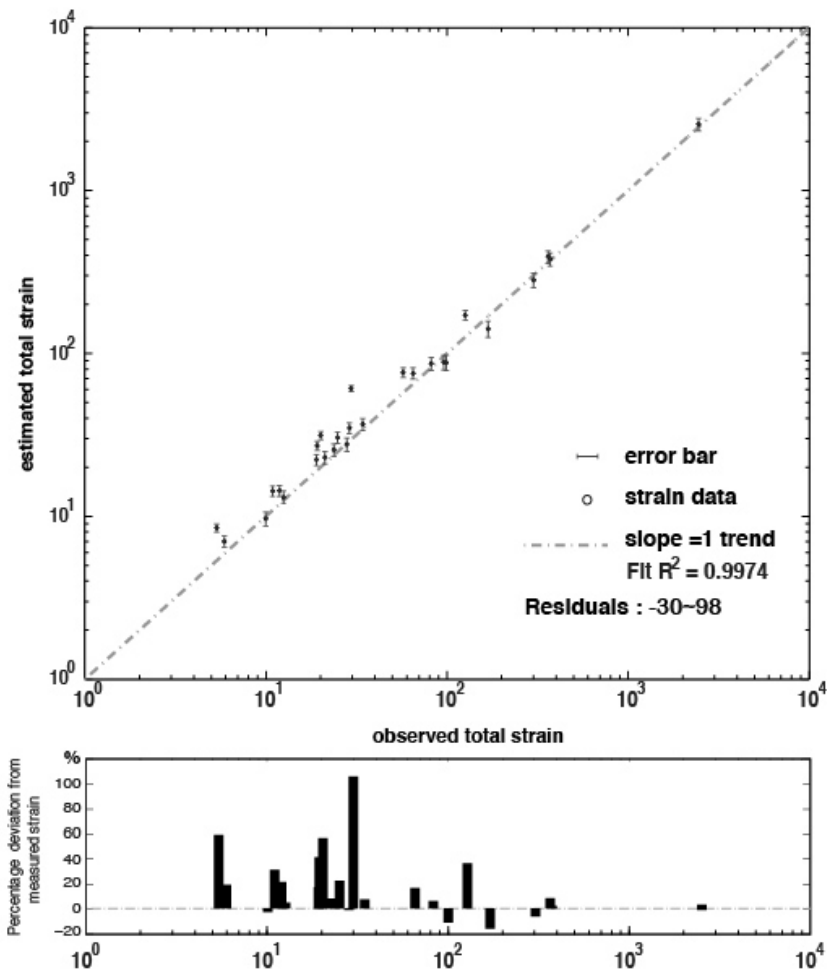 10^4
10^3
10^2
10^1
10^0
estimated total strain
error bar
strain data
slope =1 trend
Fit R^2 = 0.9974
Residuals : -30~98
10^0 10^1 10^2 10^3 10^4
observed total strain
%
100
80
60
40
20
0
−20
Percentage deviation from
measured strain
10^0 10^1 10^2 10^3 10^4